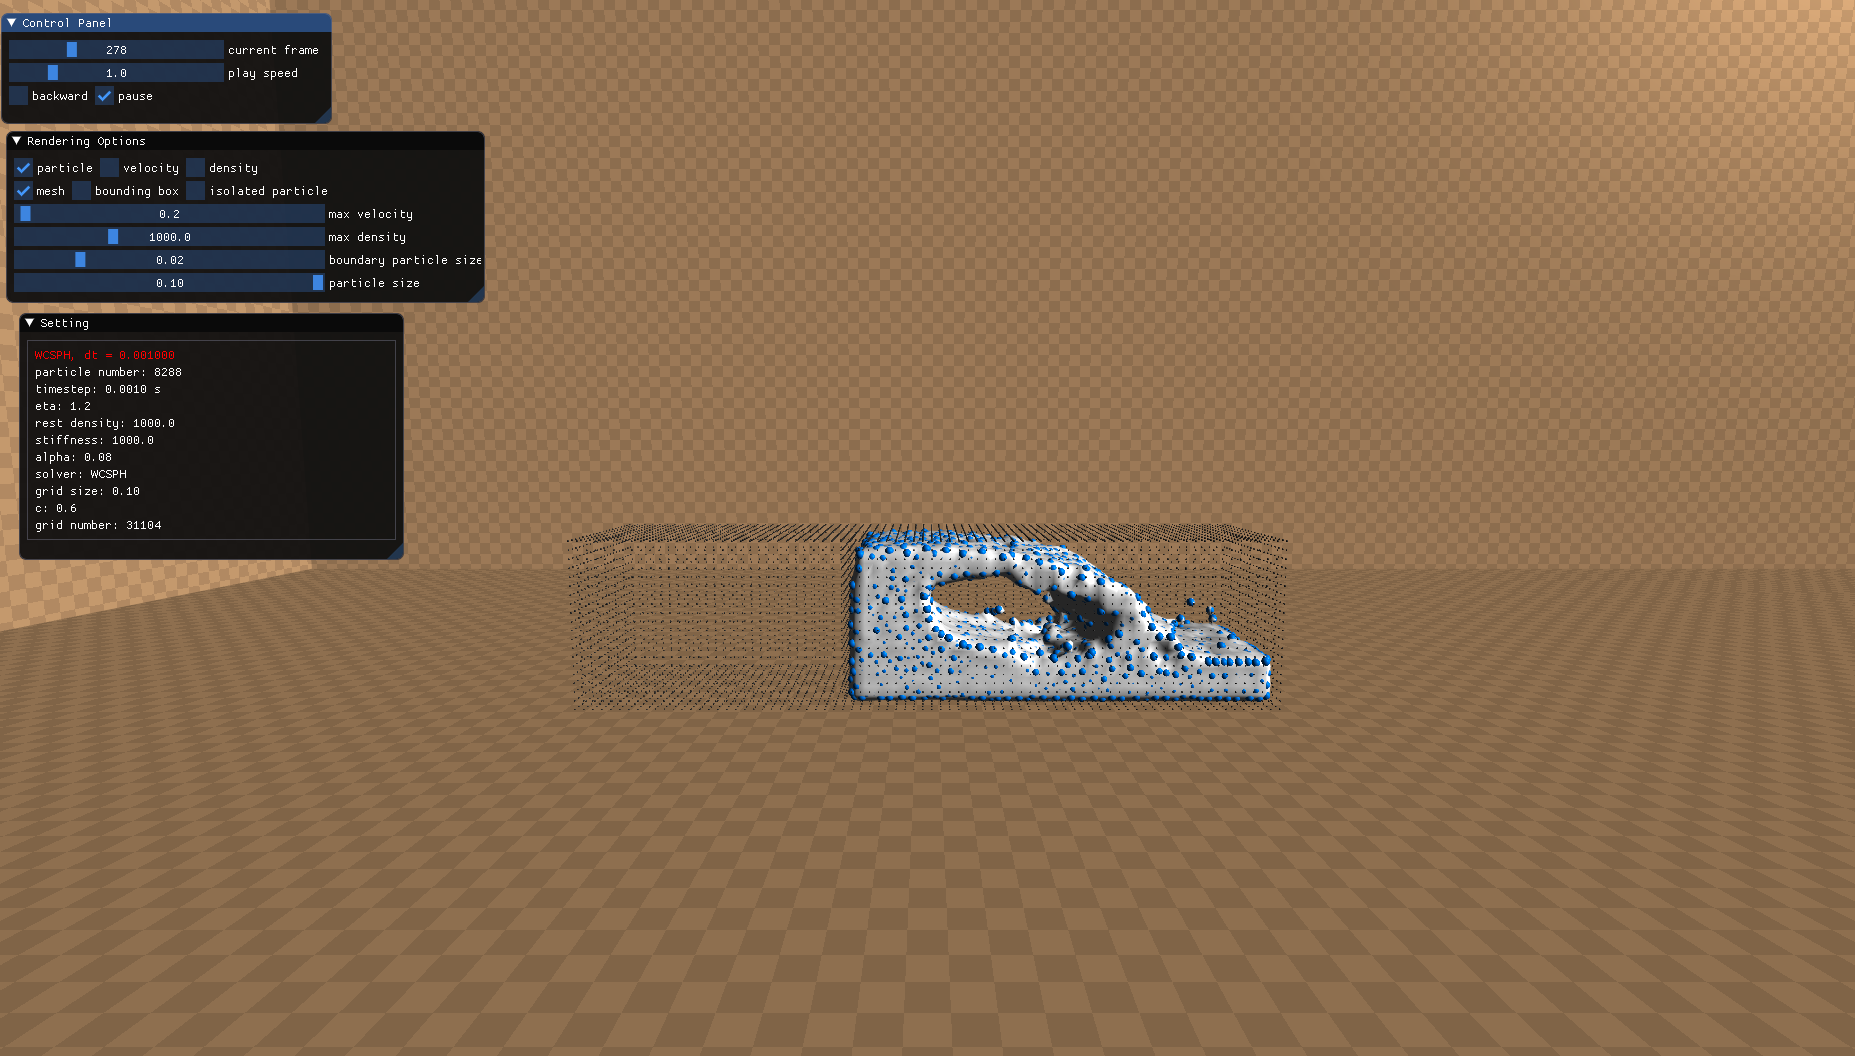 Control Panel
278 current frame
1.0 play speed
backward pause
Rendering Options
particle velocity density
mesh bounding box isolated particle
0.2 max velocity
1000.0 max density
0.02 boundary particle size
0.10 particle size
Setting
WCSPH, dt = 0.001000
particle number: 8288
timestep: 0.0010 s
eta: 1.2
rest density: 1000.0
stiffness: 1000.0
alpha: 0.08
solver: WCSPH
grid size: 0.10
c: 0.6
grid number: 31104